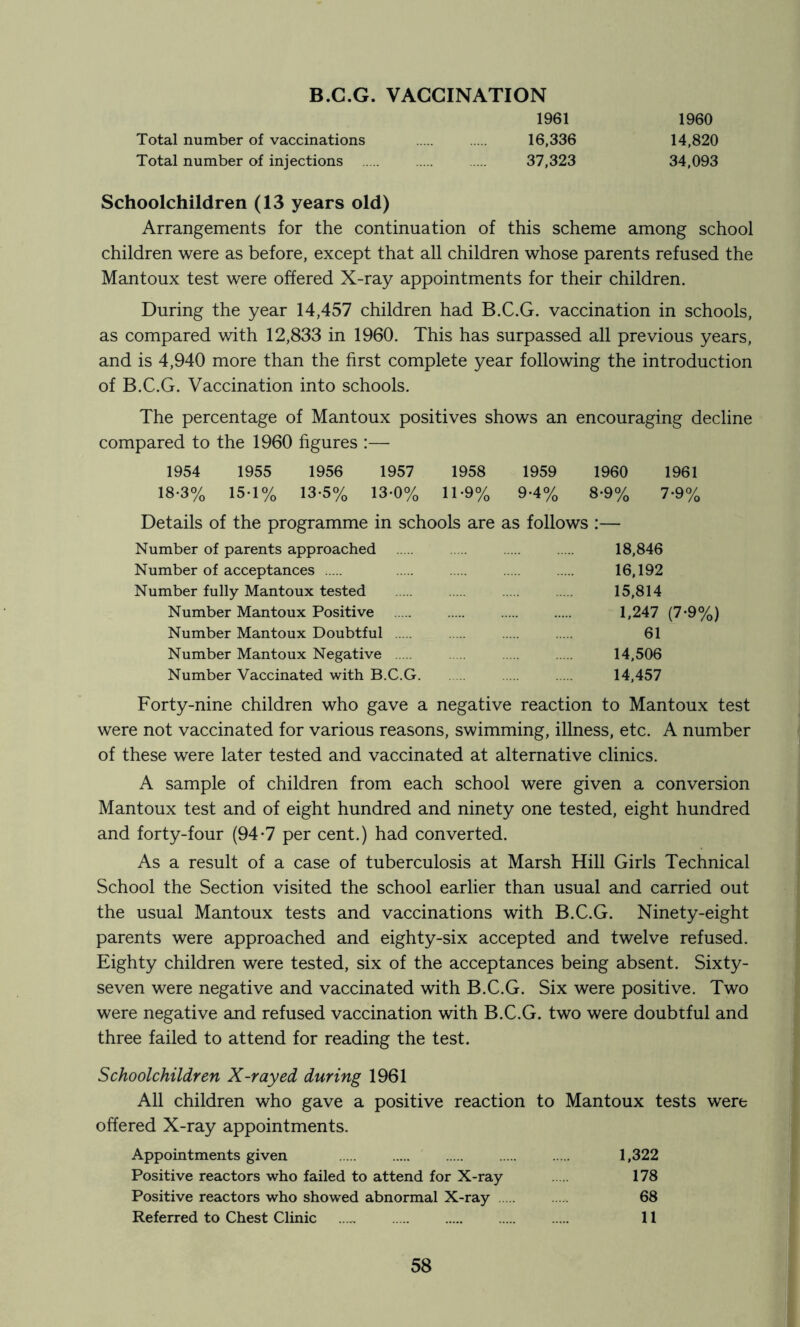 B.C.G. VACCINATION
1961 1960
Total number of vaccinations ..... ..... 16,336 14,820
Total number of injections ..... ..... ..... 37,323 34,093
Schoolchildren (13 years old)
Arrangements for the continuation of this scheme among school
children were as before, except that all children whose parents refused the
Mantoux test were offered X-ray appointments for their children.
During the year 14,457 children had B.C.G. vaccination in schools,
as compared with 12,833 in 1960. This has surpassed all previous years,
and is 4,940 more than the first complete year following the introduction
of B.C.G. Vaccination into schools.
The percentage of Mantoux positives shows an encouraging decline
compared to the 1960 figures :—
1954 1955 1956 1957 1958 1959 1960 1961
18·3% 15·1% 13·5% 13·0% 11·9% 9·4% 8·9% 7·9%
Details of the programme in schools are as follows :—
Number of parents approached ..... ..... ..... ..... 18,846
Number of acceptances ..... ..... ..... ..... ..... 16,192
Number fully Mantoux tested ..... ..... ..... ..... 15,814
Number Mantoux Positive ..... ..... ..... ..... 1,247 (7·9%)
Number Mantoux Doubtful ..... ..... ..... ..... 61
Number Mantoux Negative ..... ..... ..... ..... 14,506
Number Vaccinated with B.C.G. ..... ..... ..... 14,457
Forty-nine children who gave a negative reaction to Mantoux test
were not vaccinated for various reasons, swimming, illness, etc. A number
of these were later tested and vaccinated at alternative clinics.
A sample of children from each school were given a conversion
Mantoux test and of eight hundred and ninety one tested, eight hundred
and forty-four (94·7 per cent.) had converted.
As a result of a case of tuberculosis at Marsh Hill Girls Technical
School the Section visited the school earlier than usual and carried out
the usual Mantoux tests and vaccinations with B.C.G. Ninety-eight
parents were approached and eighty-six accepted and twelve refused.
Eighty children were tested, six of the acceptances being absent. Sixty-
seven were negative and vaccinated with B.C.G. Six were positive. Two
were negative and refused vaccination with B.C.G. two were doubtful and
three failed to attend for reading the test.
Schoolchildren X-rayed during 1961
All children who gave a positive reaction to Mantoux tests were
offered X-ray appointments.
Appointments given ..... ..... ..... ..... ..... 1,322
Positive reactors who failed to attend for X-ray ..... 178
Positive reactors who showed abnormal X-ray ..... ..... 68
Referred to Chest Clinic ..... ..... ..... ..... ..... 11
58